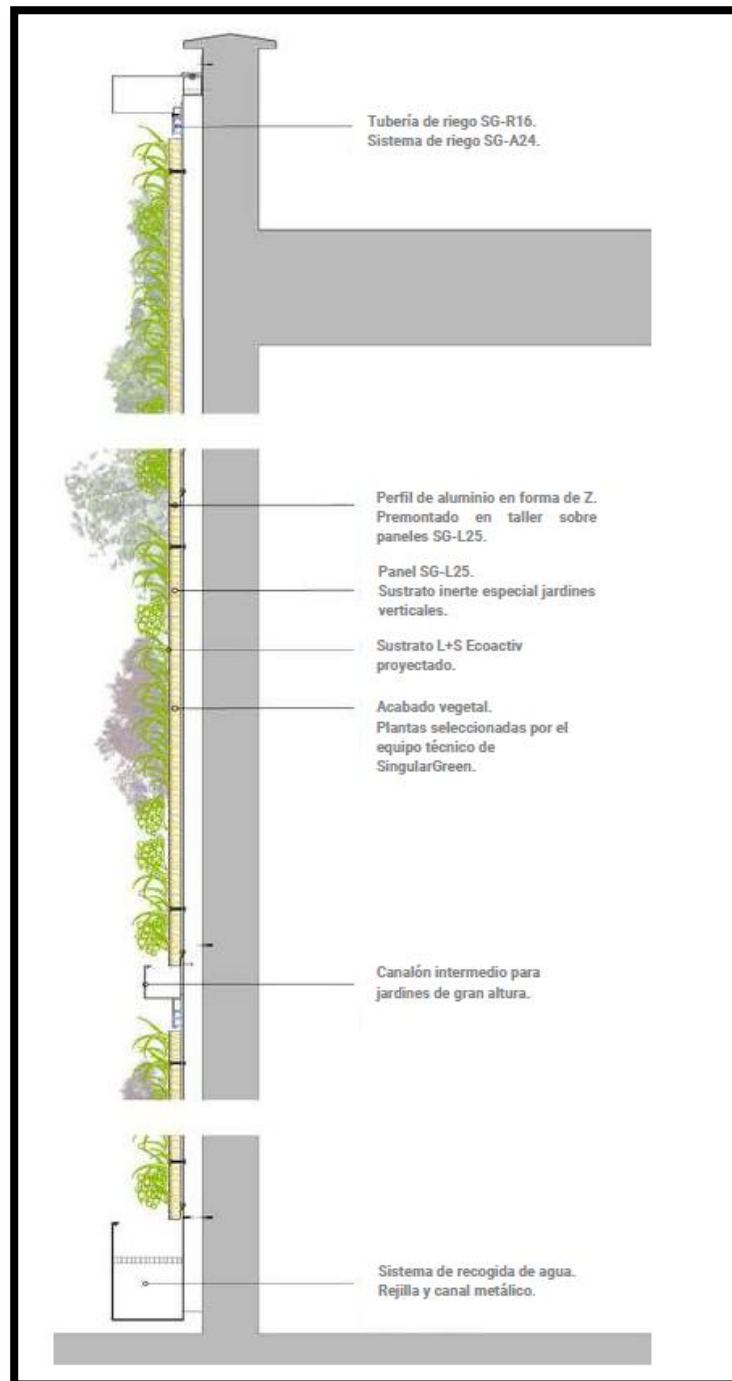 Tubería de riego SG-R16.
Sistema de riego SG-A24.
Perfil de aluminio en forma de Z.
Premontado en taller sobre
paneles SG-L25.
Panel SG-L25.
Sustrato inerte especial jardines
verticales.
Sustrato L+S Ecoactiv
proyectado.
Acabado vegetal.
Plantas seleccionadas por el
equipo técnico de
SingularGreen.
Canalón intermedio para
jardines de gran altura.
Sistema de recogida de agua.
Rejilla y canal metálico.